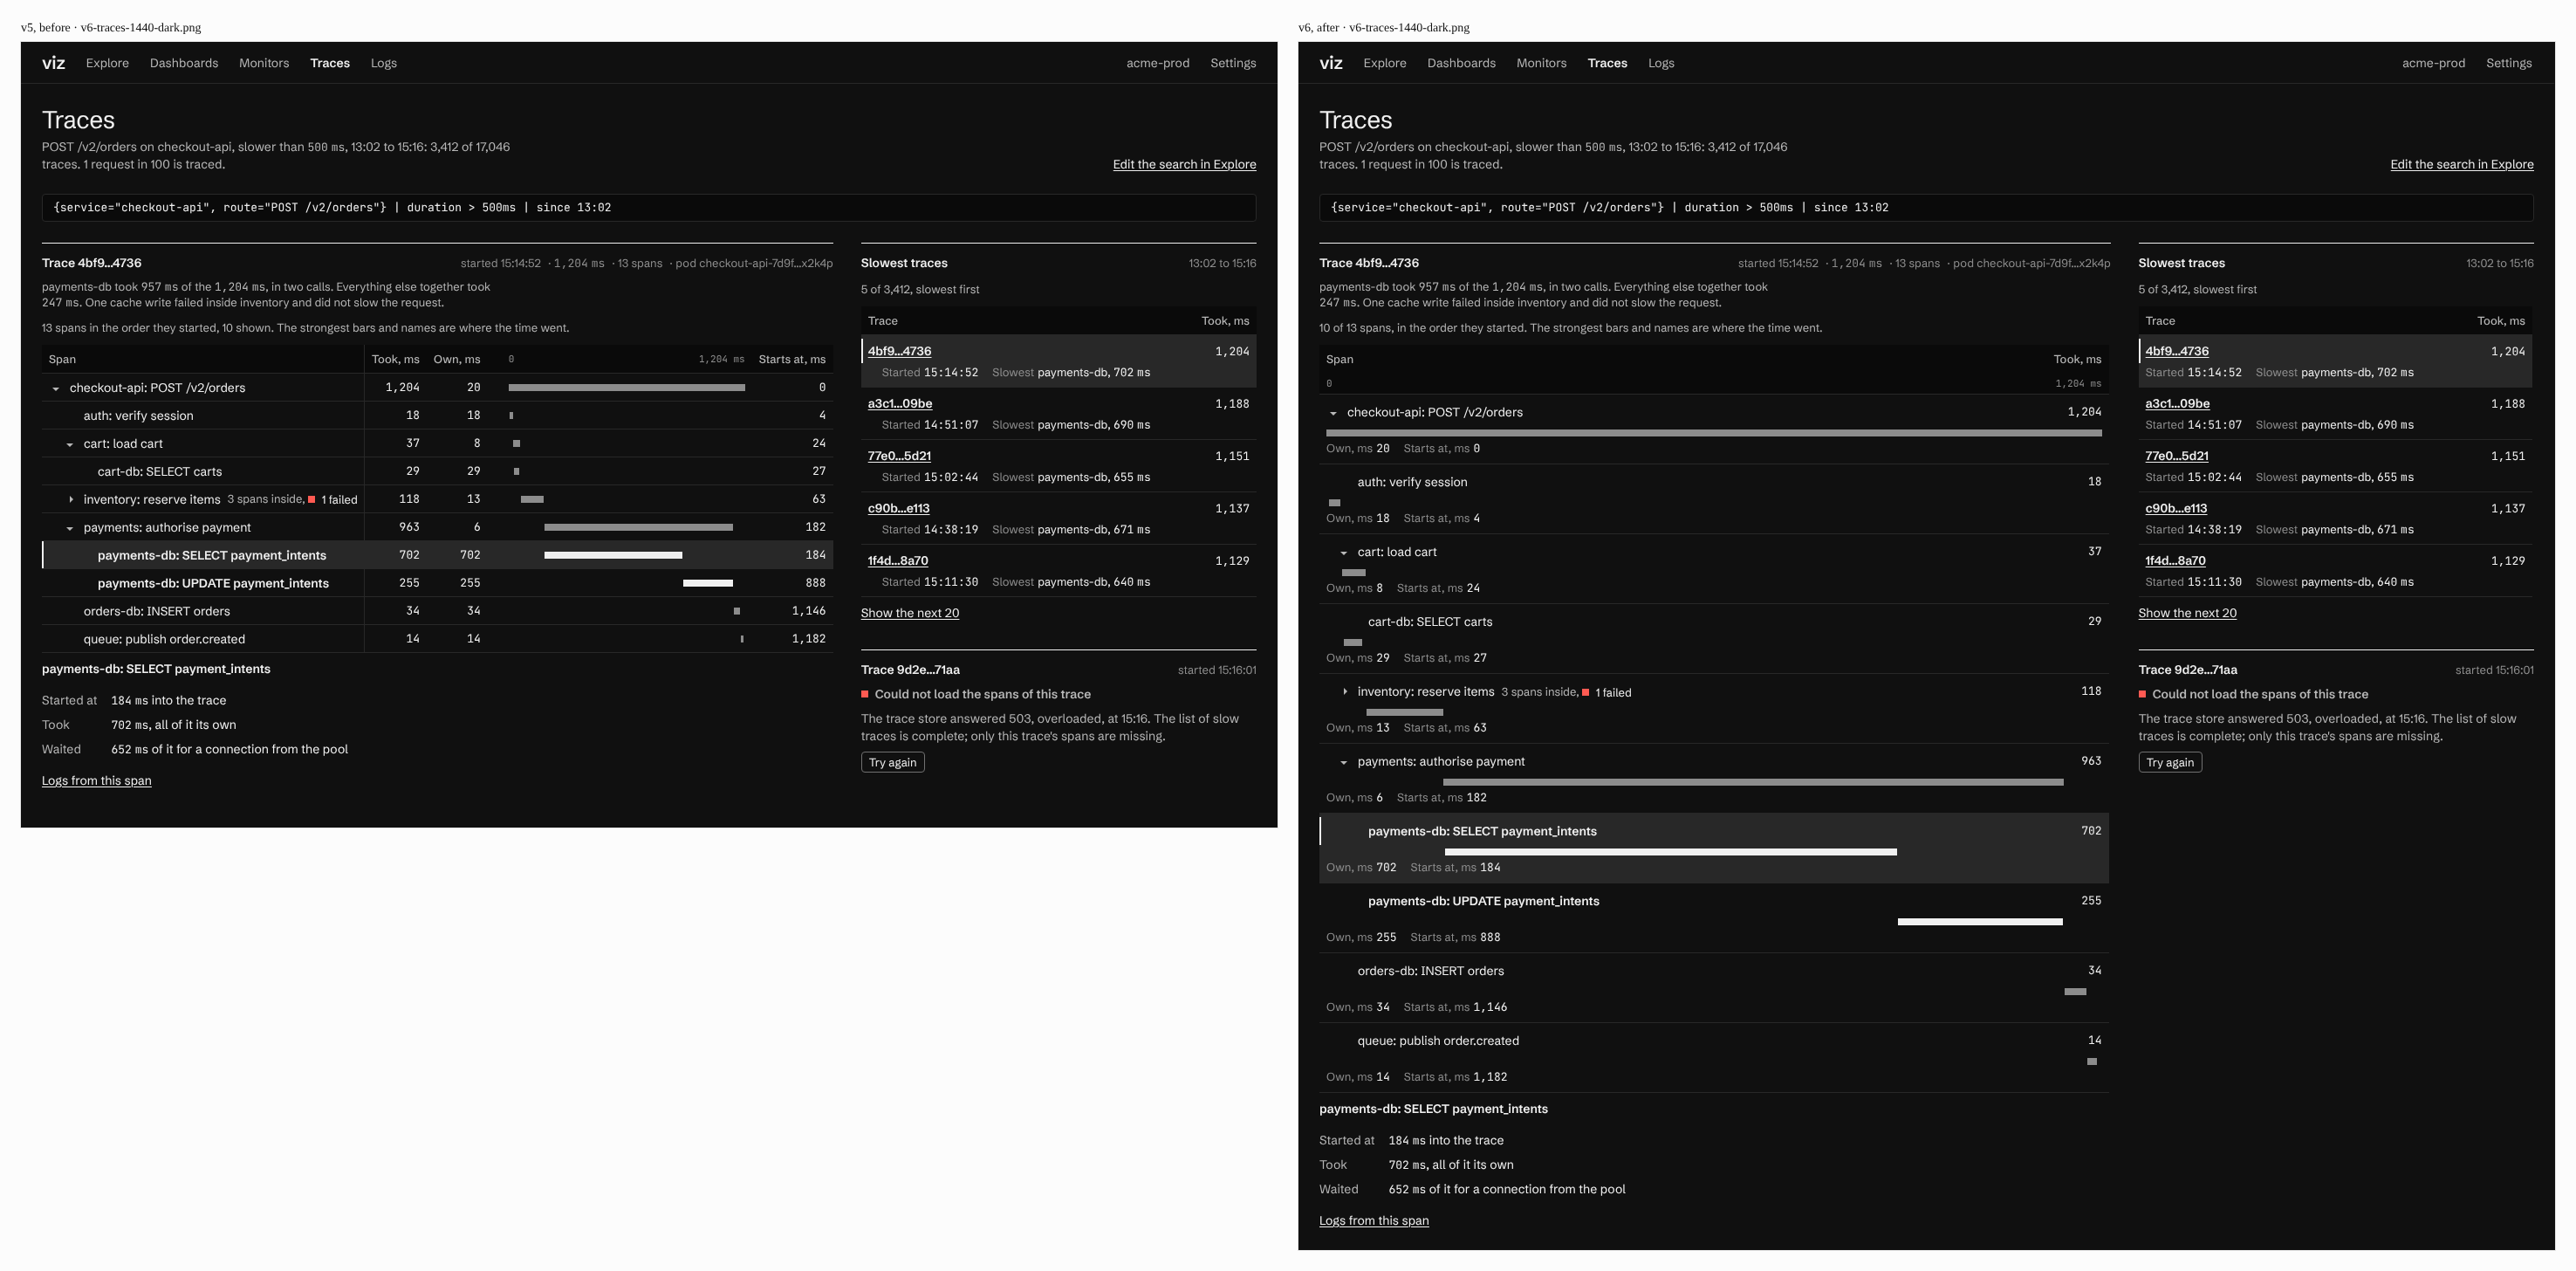 v5, before · v6-traces-1440-dark.png
viz Explore Dashboards Monitors Traces Logs acme-prod Settings
Traces
POST /v2/orders on checkout-api, slower than 500 ms, 13:02 to 15:16: 3,412 of 17,046
traces. 1 request in 100 is traced.
Edit the search in Explore
{service="checkout-api", route="POST /v2/orders"} | duration > 500ms | since 13:02
Trace 4bf9…4736 started 15:14:52 · 1,204 ms · 13 spans · pod checkout-api-7d9f…x2k4p
payments-db took 957 ms of the 1,204 ms, in two calls. Everything else together took
247 ms. One cache write failed inside inventory and did not slow the request.
13 spans in the order they started, 10 shown. The strongest bars and names are where the time went.
Span Took, ms Own, ms 0 1,204 ms Starts at, ms
checkout-api: POST /v2/orders 1,204 20 0
auth: verify session 18 18 4
cart: load cart 37 8 24
cart-db: SELECT carts 29 29 27
inventory: reserve items 3 spans inside, 1 failed 118 13 63
payments: authorise payment 963 6 182
payments-db: SELECT payment_intents 702 702 184
payments-db: UPDATE payment_intents 255 255 888
orders-db: INSERT orders 34 34 1,146
queue: publish order.created 14 14 1,182
payments-db: SELECT payment_intents
Started at 184 ms into the trace
Took 702 ms, all of it its own
Waited 652 ms of it for a connection from the pool
Logs from this span
Slowest traces 13:02 to 15:16
5 of 3,412, slowest first
Trace Took, ms
4bf9…4736 1,204
Started 15:14:52 Slowest payments-db, 702 ms
a3c1…09be 1,188
Started 14:51:07 Slowest payments-db, 690 ms
77e0…5d21 1,151
Started 15:02:44 Slowest payments-db, 655 ms
c90b…e113 1,137
Started 14:38:19 Slowest payments-db, 671 ms
1f4d…8a70 1,129
Started 15:11:30 Slowest payments-db, 640 ms
Show the next 20
Trace 9d2e…71aa started 15:16:01
Could not load the spans of this trace
The trace store answered 503, overloaded, at 15:16. The list of slow
traces is complete; only this trace's spans are missing.
Try again
v6, after · v6-traces-1440-dark.png
viz Explore Dashboards Monitors Traces Logs acme-prod Settings
Traces
POST /v2/orders on checkout-api, slower than 500 ms, 13:02 to 15:16: 3,412 of 17,046
traces. 1 request in 100 is traced.
Edit the search in Explore
{service="checkout-api", route="POST /v2/orders"} | duration > 500ms | since 13:02
Trace 4bf9…4736 started 15:14:52 · 1,204 ms · 13 spans · pod checkout-api-7d9f…x2k4p
payments-db took 957 ms of the 1,204 ms, in two calls. Everything else together took
247 ms. One cache write failed inside inventory and did not slow the request.
10 of 13 spans, in the order they started. The strongest bars and names are where the time went.
Span Took, ms
0 1,204 ms
checkout-api: POST /v2/orders 1,204
Own, ms 20 Starts at, ms 0
auth: verify session 18
Own, ms 18 Starts at, ms 4
cart: load cart 37
Own, ms 8 Starts at, ms 24
cart-db: SELECT carts 29
Own, ms 29 Starts at, ms 27
inventory: reserve items 3 spans inside, 1 failed 118
Own, ms 13 Starts at, ms 63
payments: authorise payment 963
Own, ms 6 Starts at, ms 182
payments-db: SELECT payment_intents 702
Own, ms 702 Starts at, ms 184
payments-db: UPDATE payment_intents 255
Own, ms 255 Starts at, ms 888
orders-db: INSERT orders 34
Own, ms 34 Starts at, ms 1,146
queue: publish order.created 14
Own, ms 14 Starts at, ms 1,182
payments-db: SELECT payment_intents
Started at 184 ms into the trace
Took 702 ms, all of it its own
Waited 652 ms of it for a connection from the pool
Logs from this span
Slowest traces 13:02 to 15:16
5 of 3,412, slowest first
Trace Took, ms
4bf9…4736 1,204
Started 15:14:52 Slowest payments-db, 702 ms
a3c1…09be 1,188
Started 14:51:07 Slowest payments-db, 690 ms
77e0…5d21 1,151
Started 15:02:44 Slowest payments-db, 655 ms
c90b…e113 1,137
Started 14:38:19 Slowest payments-db, 671 ms
1f4d…8a70 1,129
Started 15:11:30 Slowest payments-db, 640 ms
Show the next 20
Trace 9d2e…71aa started 15:16:01
Could not load the spans of this trace
The trace store answered 503, overloaded, at 15:16. The list of slow
traces is complete; only this trace's spans are missing.
Try again